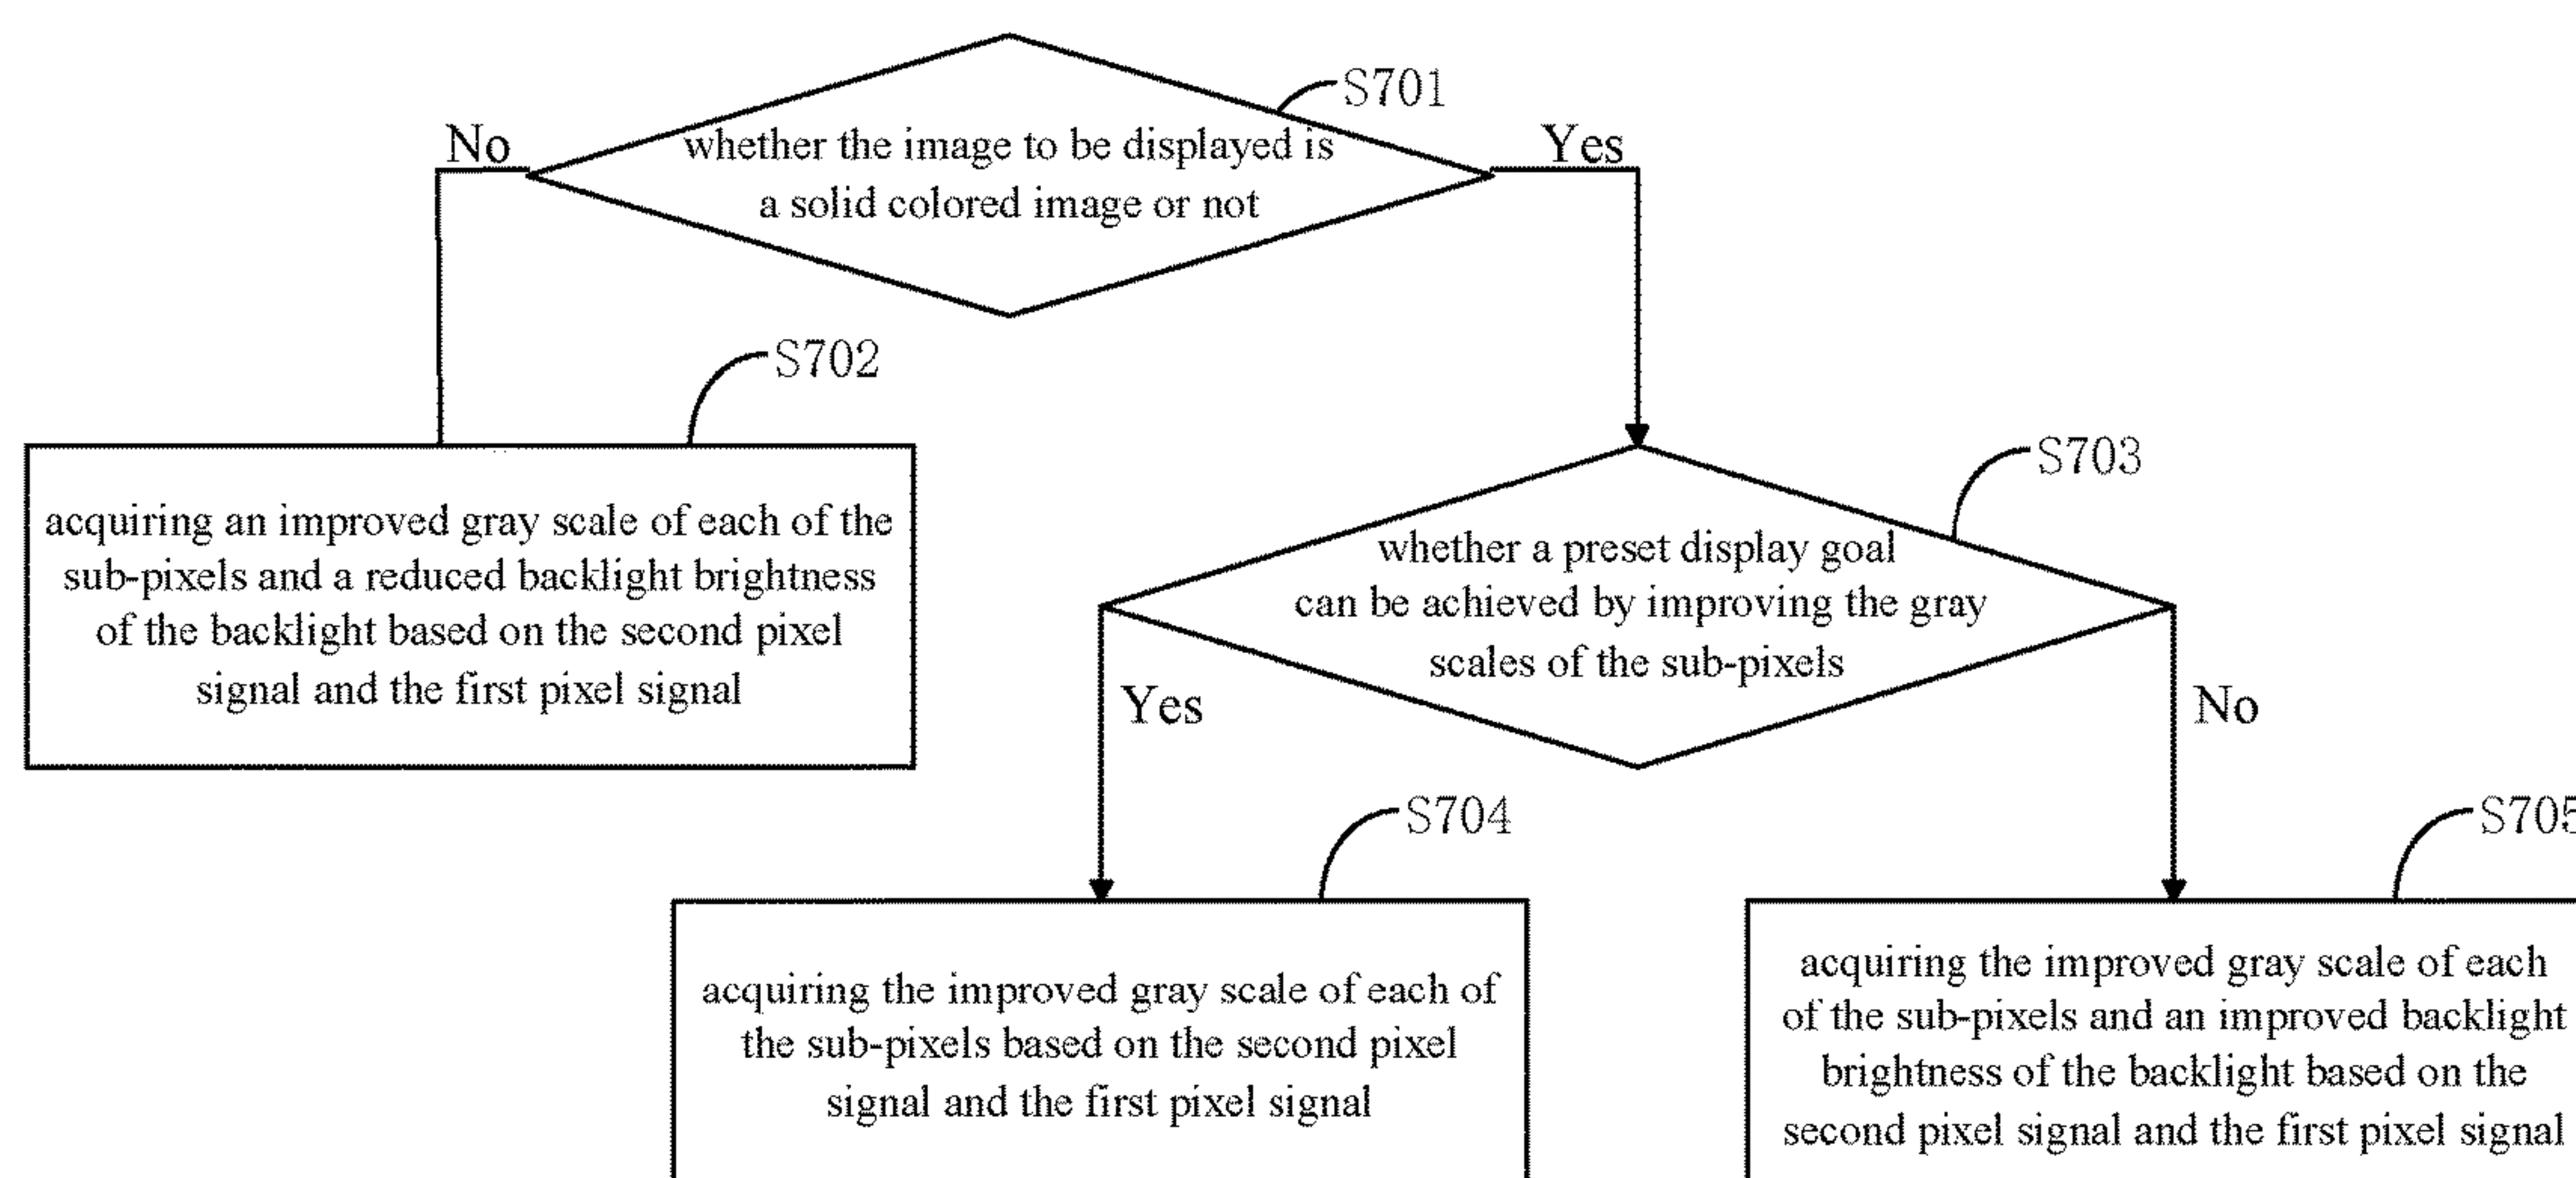 S701
No
whether the image to be displayed is
Yes
a solid colored image or not
S702
acquiring an improved gray scale of each of the
sub-pixels and a reduced backlight brightness
of the backlight based on the second pixel
signal and the first pixel signal
S703
whether a preset display goal
can be achieved by improving the gray
scales of the sub-pixels
Yes
No
S704
acquiring the improved gray scale of each of
the sub-pixels based on the second pixel
signal and the first pixel signal
S705
acquiring the improved gray scale of each
of the sub-pixels and an improved backlight
brightness of the backlight based on the
second pixel signal and the first pixel signal